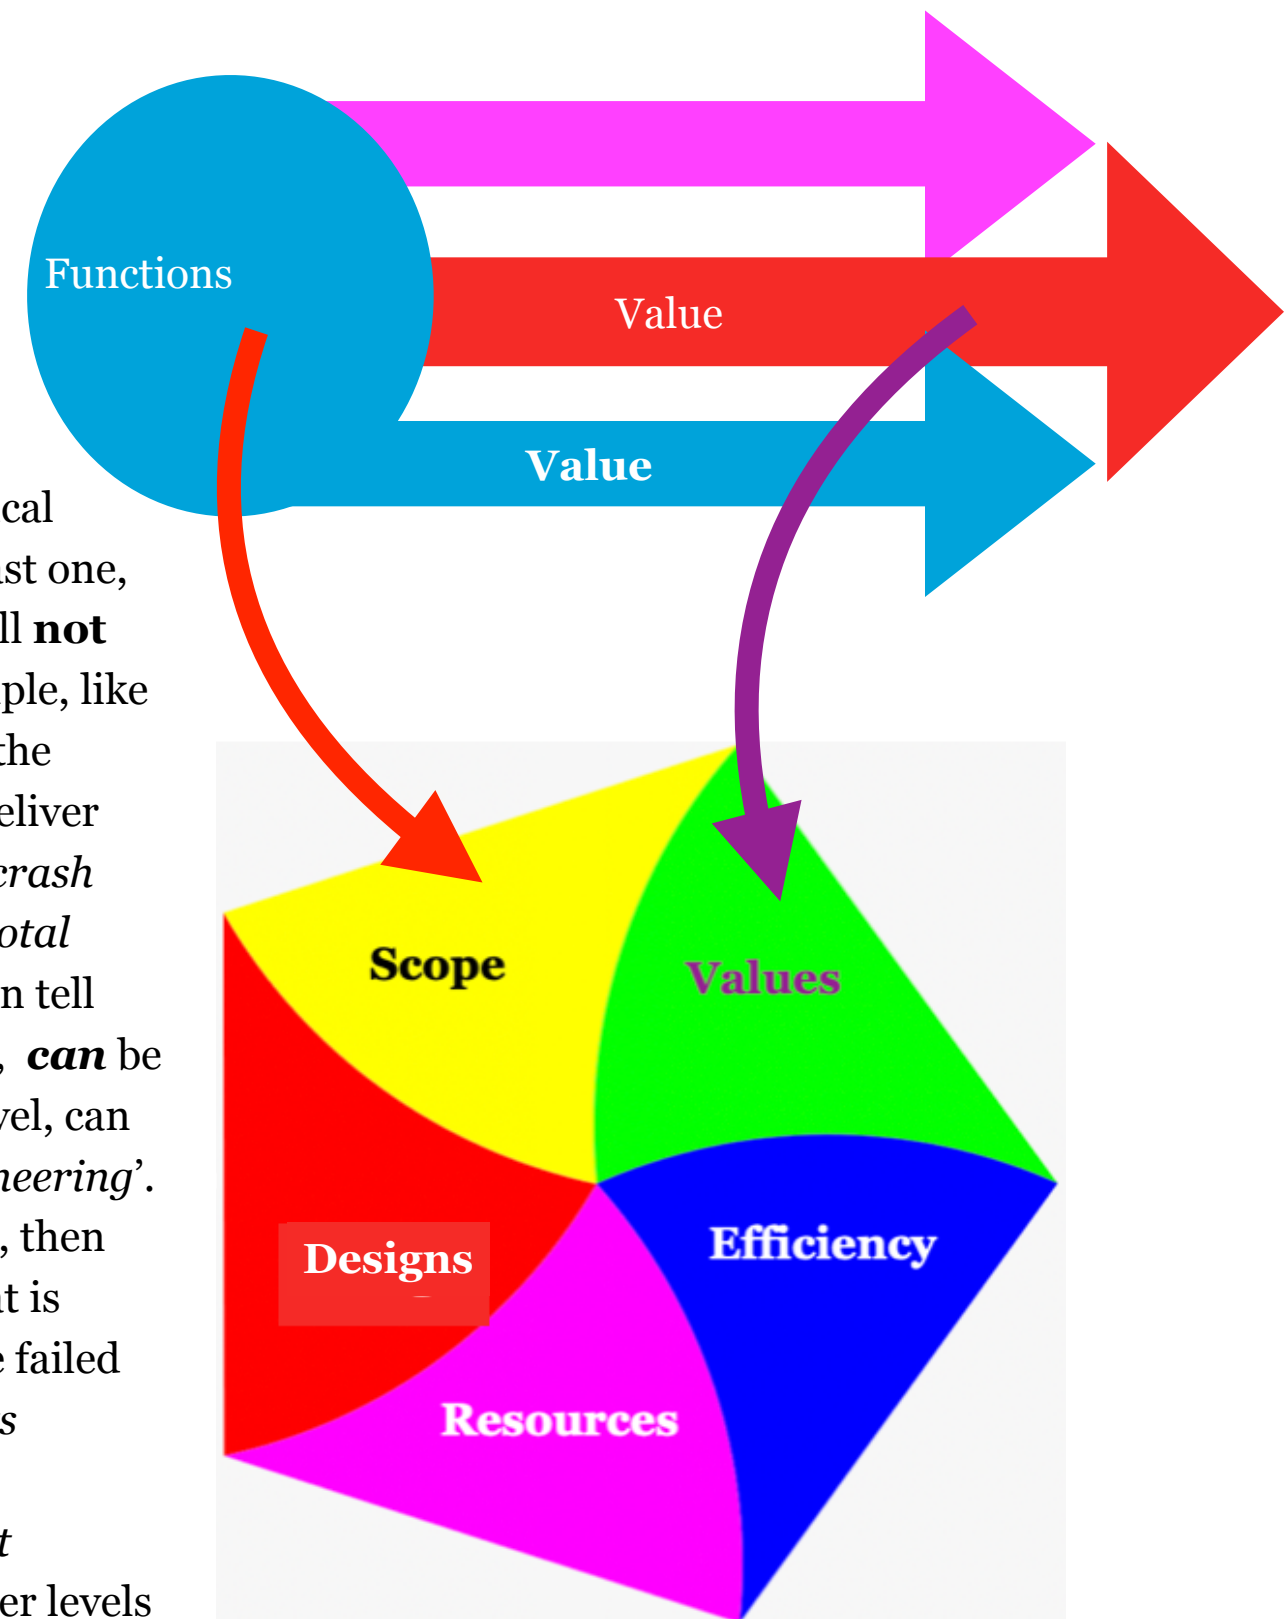 Functions
Value
Value
cal
st one,
ll not
ple, like
the
eliver
crash
otal
n tell
, can be
vel, can
neering’.
, then
t is
failed
s
t
er levels
Scope
Values
Designs
Efficiency
Resources